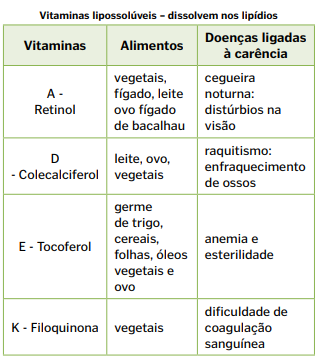 Vitaminas lipossolúveis – dissolvem nos lipídios
Vitaminas
Alimentos
Doenças ligadas
à carência
A -
Retinol
vegetais,
fígado, leite
ovo fígado
de bacalhau
cegueira
noturna:
distúrbios na
visão
D
- Colecalciferol
leite, ovo,
vegetais
raquitismo:
enfraquecimento
de ossos
E - Tocoferol
germe
de trigo,
cereais,
folhas, óleos
vegetais e
ovo
anemia e
esterilidade
K - Filoquinona
vegetais
dificuldade de
coagulação
sanguínea